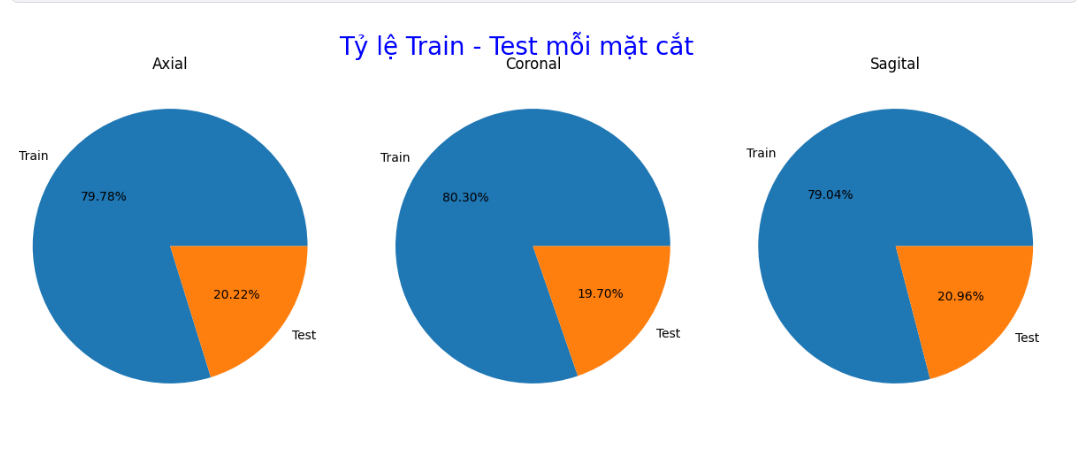 Tỷ lệ Train - Test mỗi mặt cắt
Axial
Train
79.78%
20.22%
Test
Coronal
Train
80.30%
19.70%
Test
Sagital
Train
79.04%
20.96%
Test